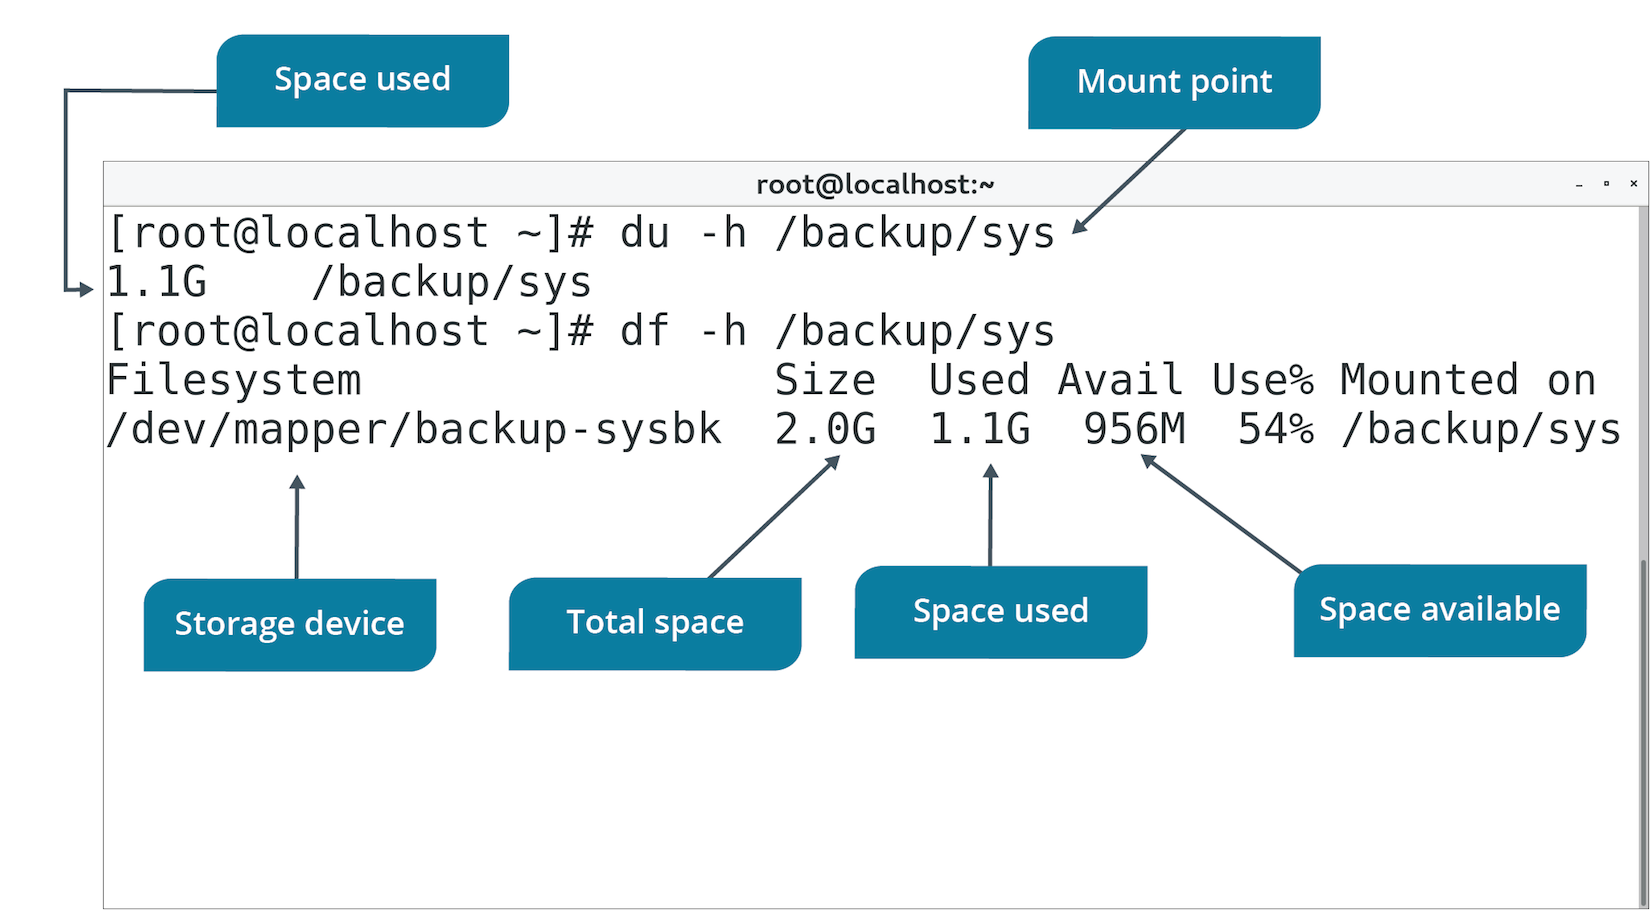 Space used
Mount point
root@localhost:~
[root@localhost ~]# du -h /backup/sys
1.1G    /backup/sys
[root@localhost ~]# df -h /backup/sys
Filesystem                Size  Used Avail Use% Mounted on
/dev/mapper/backup-sysbk  2.0G  1.1G  956M  54% /backup/sys
Storage device
Total space
Space used
Space available